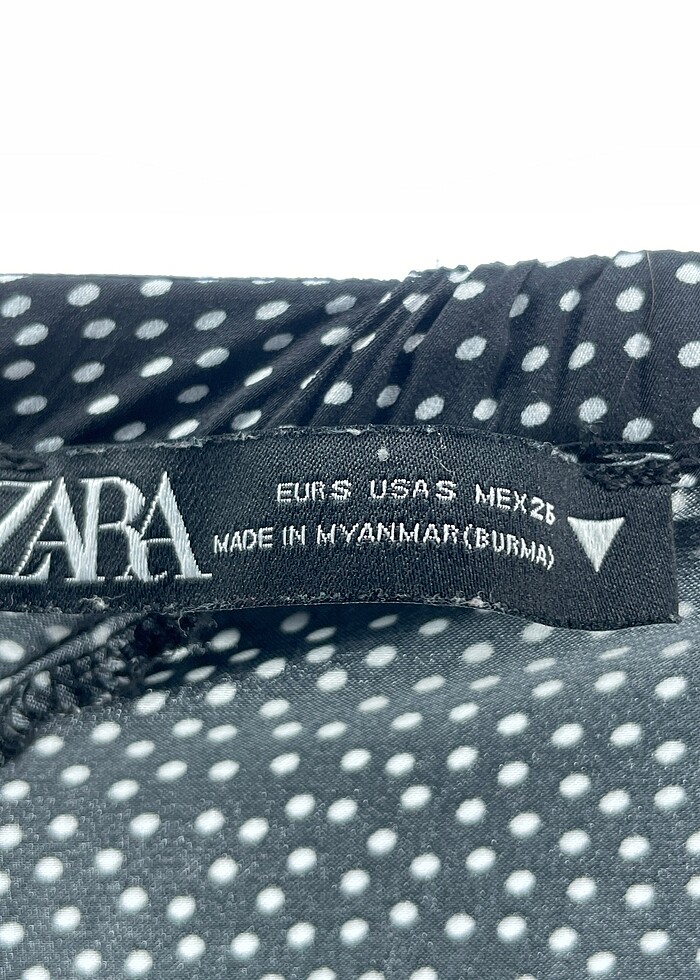 ZARA
EUR S USA S MEX 26
MADE IN MYANMAR (BURMA)